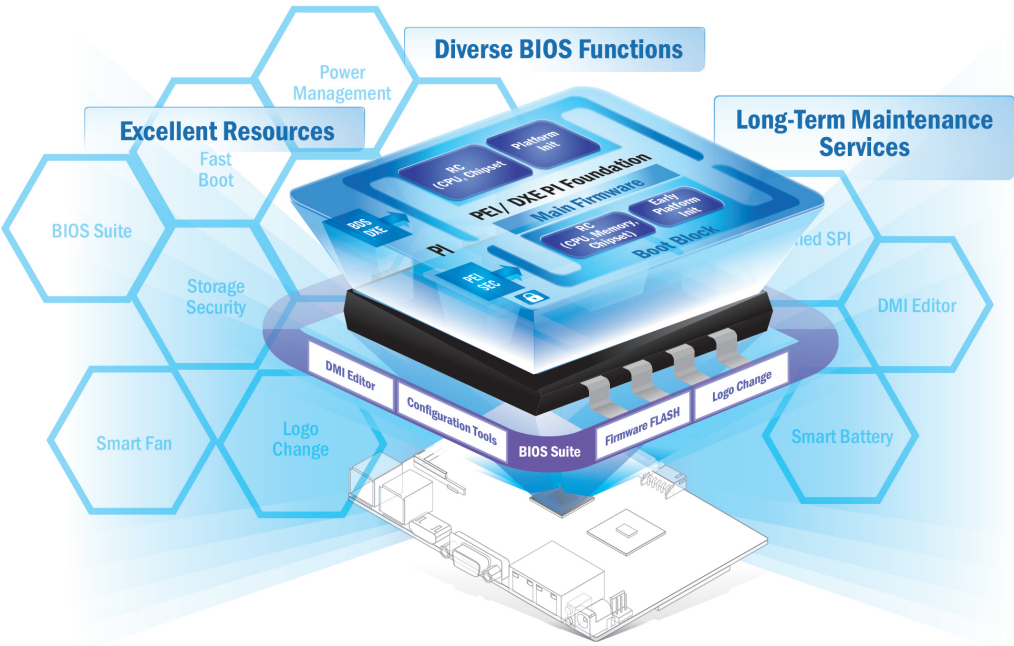 Diverse BIOS Functions
Power
Management
Excellent Resources
Long-Term Maintenance
Services
Fast
Boot
BIOS Suite
Storage
Security
Smart Fan
Logo
Change
SPI
DMI Editor
Smart Battery
RC
(CPU, Chipset
Platform
Init
PEI/ DXE PI Foundation
Main Firmware
BDS
DXE
PI
RC
(CPU, Memory,
Chipset)
Early
Platform
Init
Boot Block
PEI
SEC
DMI Editor
Configuration Tools
BIOS Suite
Firmware FLASH
Logo Change